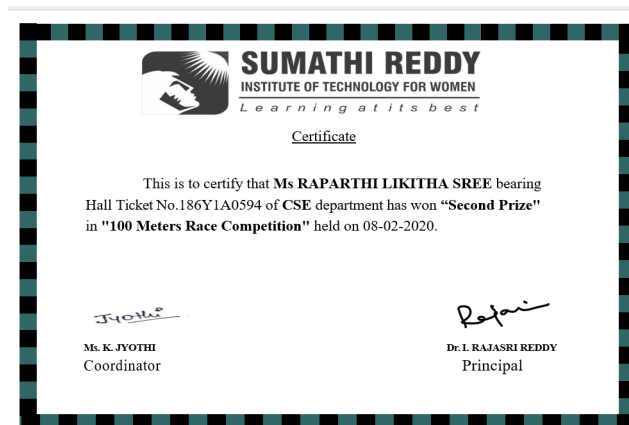 SUMATHI REDDY
INSTITUTE OF TECHNOLOGY FOR WOMEN
Learning at its best
Certificate
This is to certify that Ms RAPARTHI LIKITHA SREE bearing
Hall Ticket No.186Y1A0594 of CSE department has won “Second Prize”
in "100 Meters Race Competition" held on 08-02-2020.
Jyothi
Rajasri
Ms. K. JYOTHI
Dr. I. RAJASRI REDDY
Coordinator
Principal